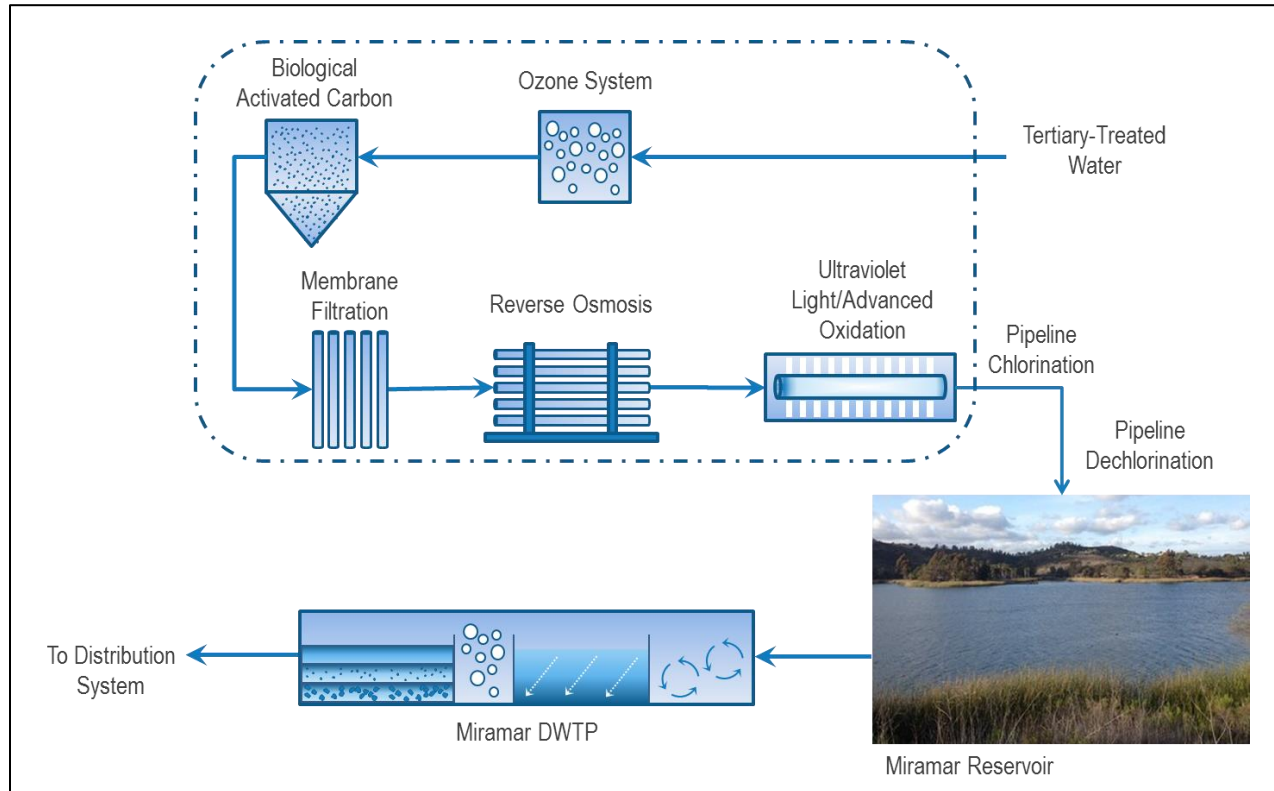 Biological
Activated Carbon
Ozone System
Tertiary-Treated
Water
Membrane
Filtration
Reverse Osmosis
Ultraviolet
Light/Advanced
Oxidation
Pipeline
Chlorination
Pipeline
Dechlorination
To Distribution
System
Miramar DWTP
Miramar Reservoir